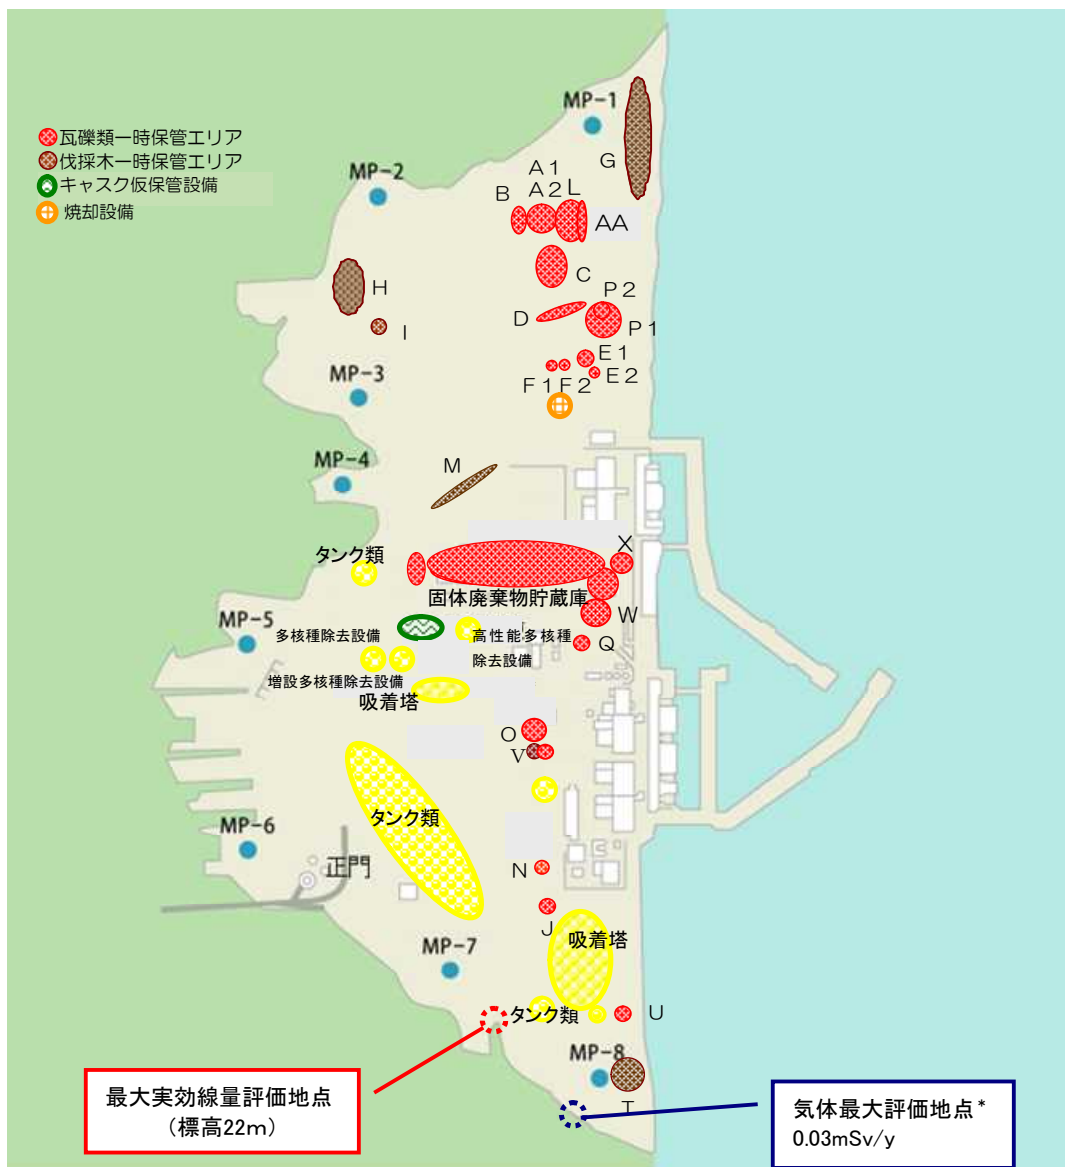 MP-1
瓦礫類一時保管エリア
伐採木一時保管エリア
キャスク仮保管設備
焼却設備
G
A1
A2 L
B
MP-2
AA
C
H
P2
D
P1
I
E1
E2
F1 F2
MP-3
MP-4
M
X
タンク類
固体廃棄物貯蔵庫
W
MP-5
多核種除去設備
高性能多核種
除去設備
Q
増設多核種除去設備
吸着塔
O
V
タンク類
MP-6
正門
N
J
吸着塔
MP-7
タンク類
U
MP-8
T
最大実効線量評価地点
(標高22m)
気体最大評価地点*
0.03mSv/y